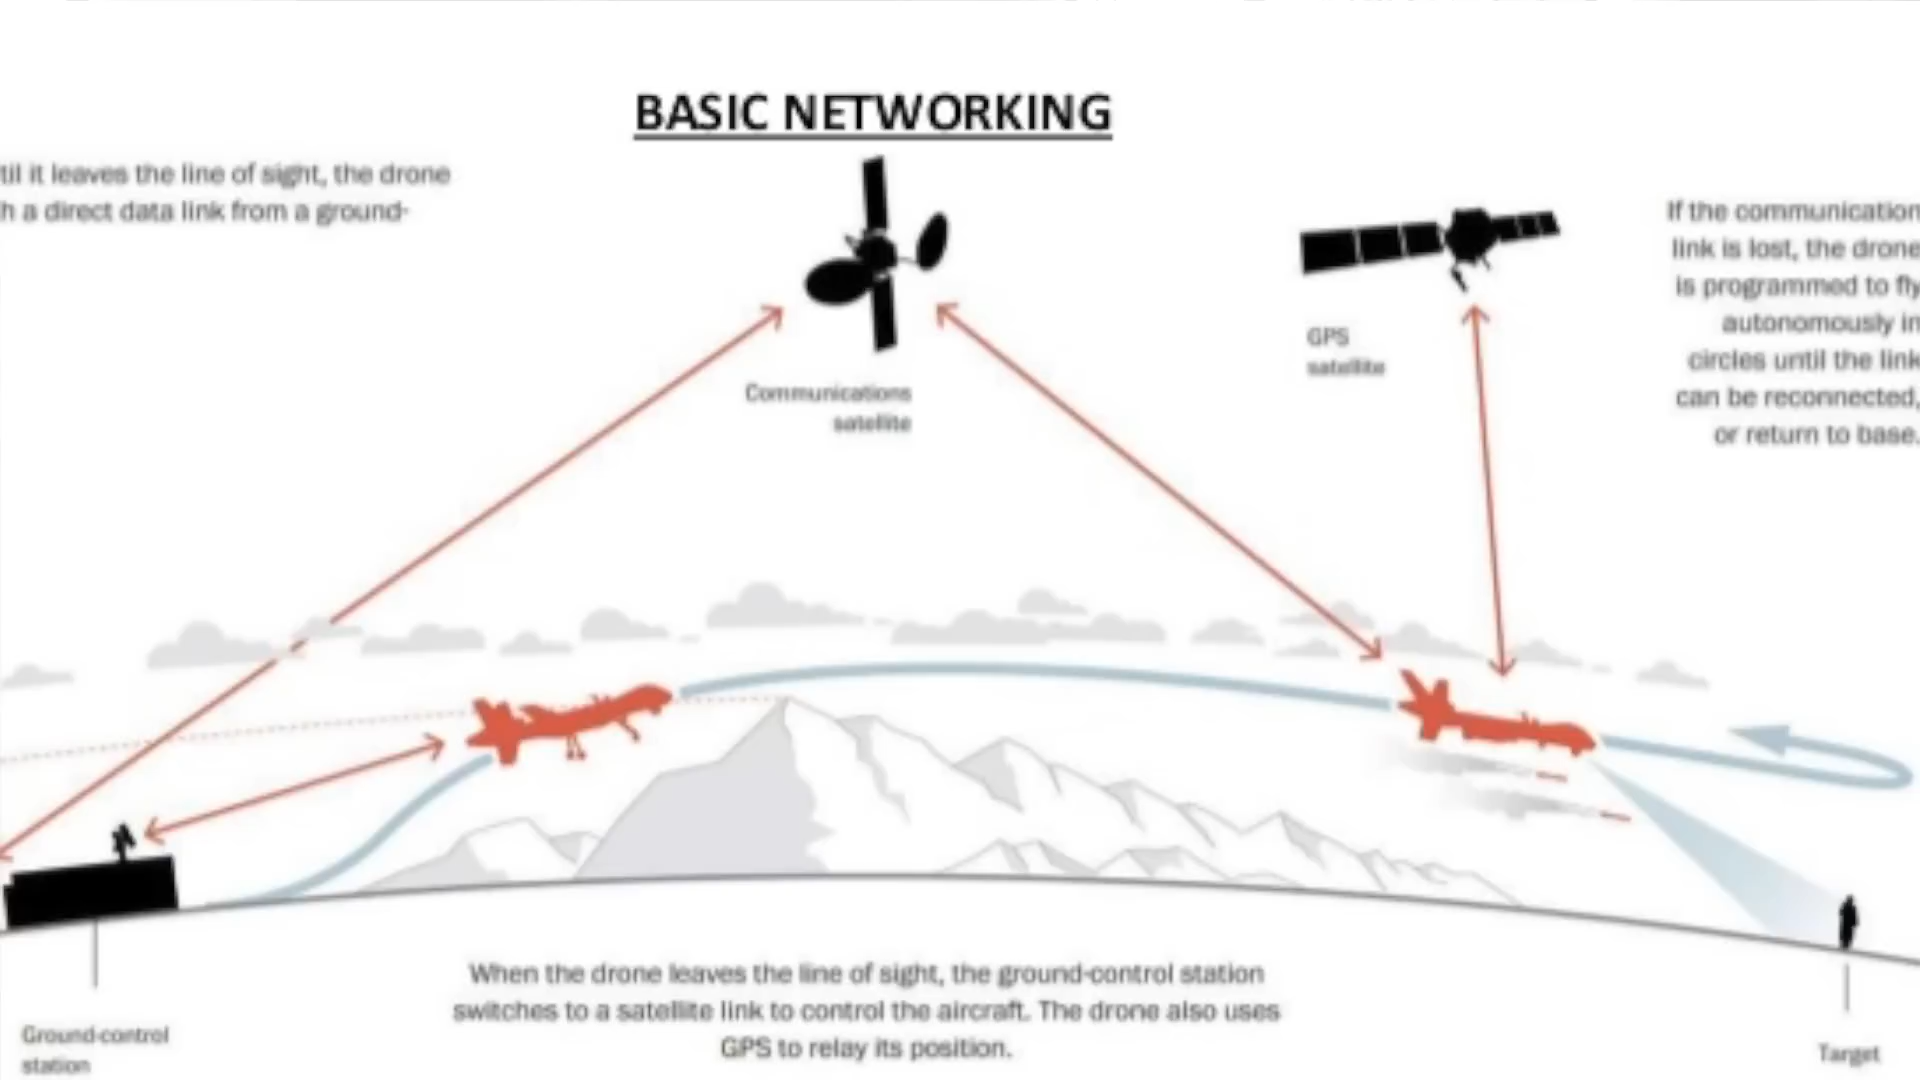 BASIC NETWORKING
til it leaves the line of sight, the drone
h a direct data link from a ground-
If the communication
link is lost, the drone
is programmed to fly
autonomously in
circles until the link
can be reconnected,
or return to base.
GPS
satellite
Communications
satellite
When the drone leaves the line of sight, the ground-control station
switches to a satellite link to control the aircraft. The drone also uses
GPS to relay its position.
Ground-control
station
Target